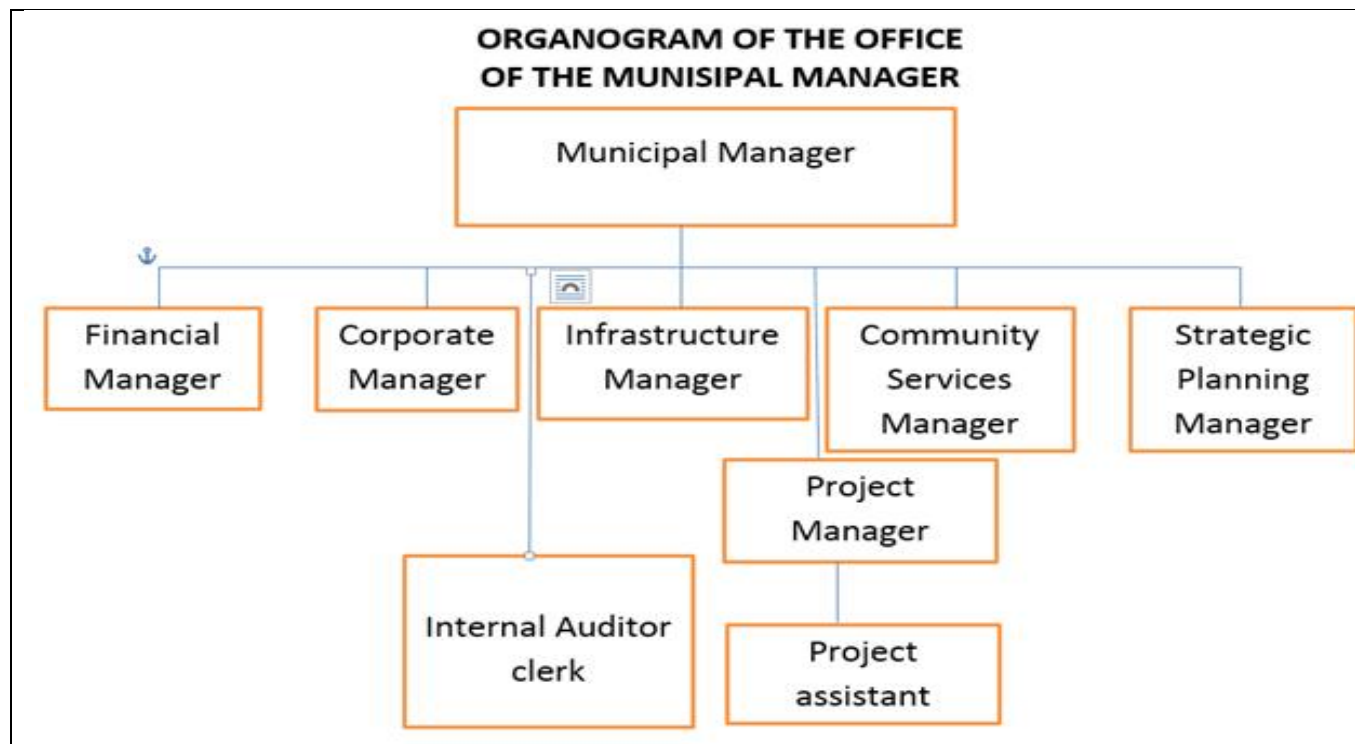 ORGANOGRAM OF THE OFFICE
OF THE MUNISIPAL MANAGER
Municipal Manager
Financial
Manager
Corporate
Manager
Infrastructure
Manager
Community
Services
Manager
Strategic
Planning
Manager
Project
Manager
Internal Auditor
clerk
Project
assistant